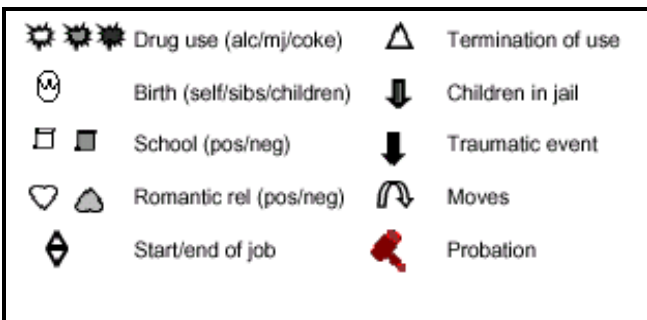 Drug use (alc/mj/coke)
Birth (self/sibs/children)
School (pos/neg)
Romantic rel (pos/neg)
Start/end of job
Termination of use
Children in jail
Traumatic event
Moves
Probation